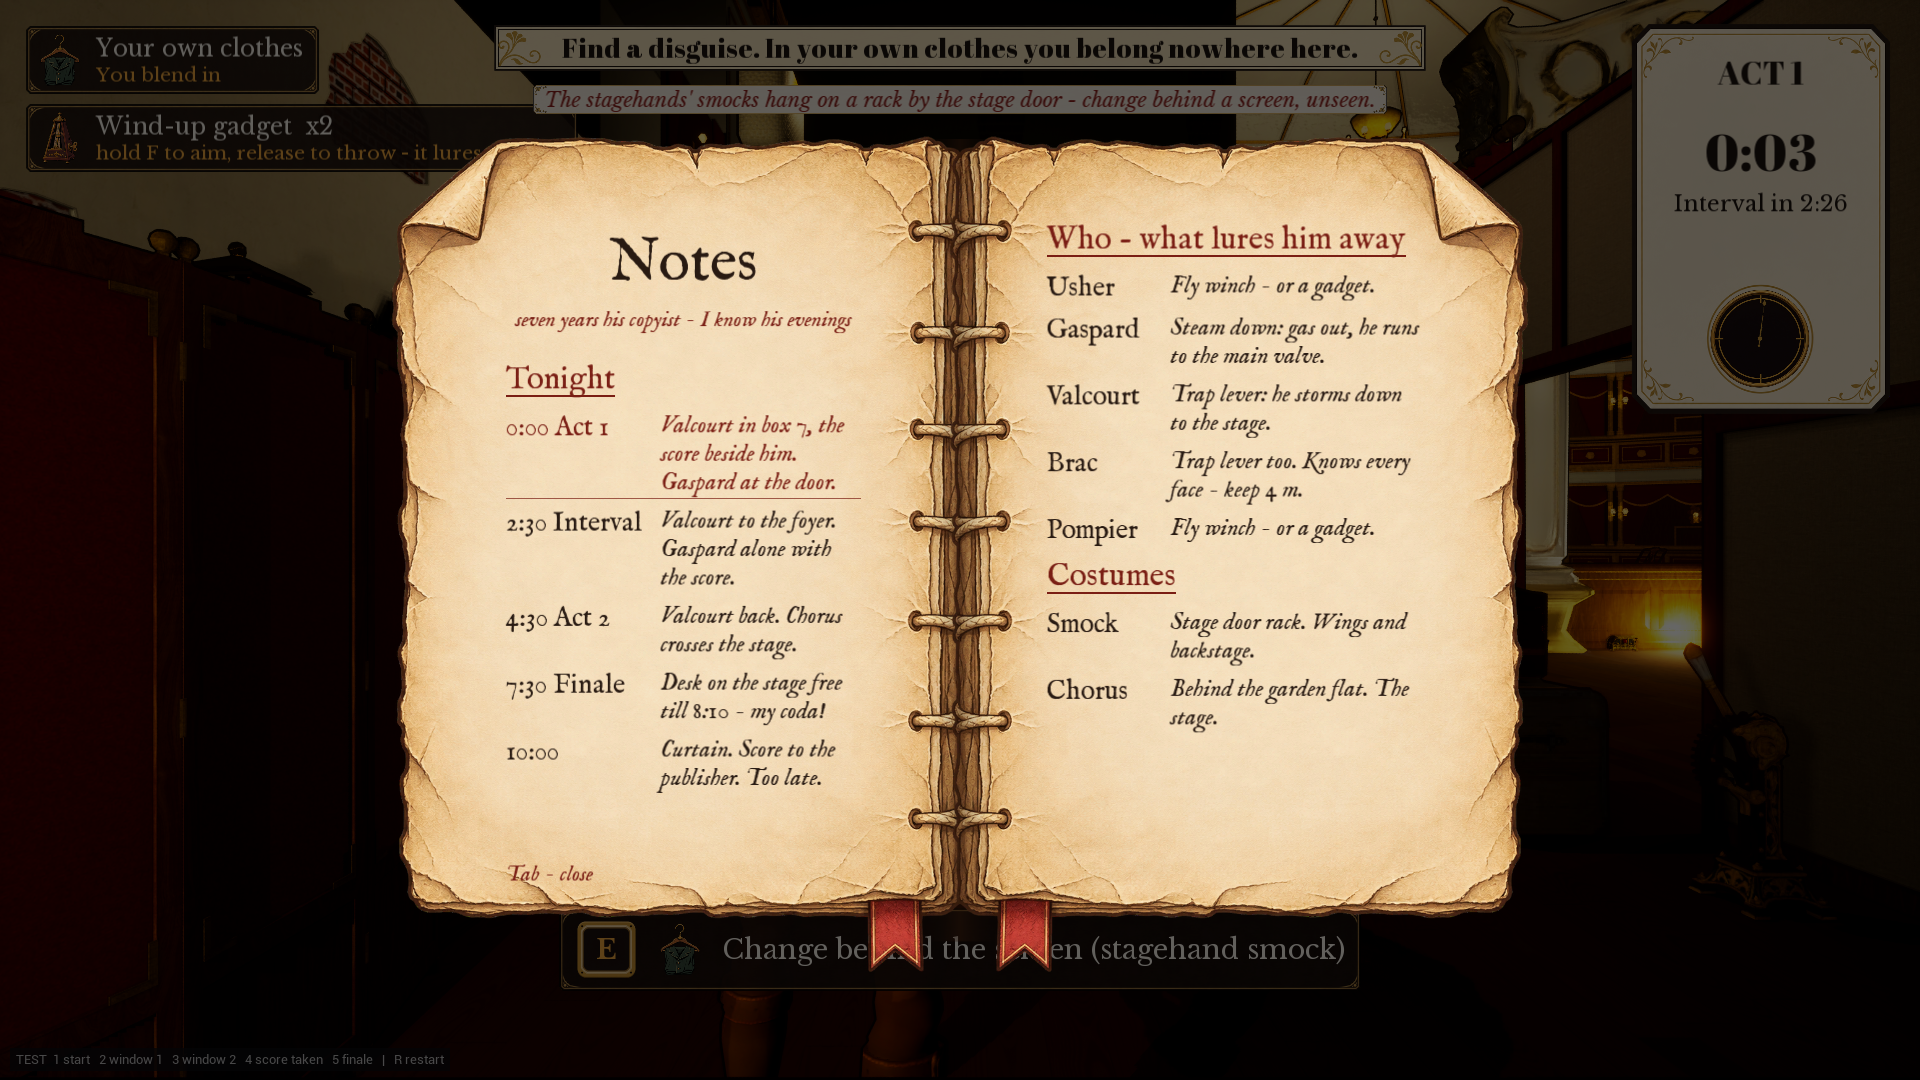 Your own clothes
You blend in
Wind-up gadget x2
hold F to aim, release to throw - it lures
Find a disguise. In your own clothes you belong nowhere here.
The stagehands' smocks hang on a rack by the stage door - change behind a screen, unseen.
ACT 1
0:03
Interval in 2:26
Notes
seven years his copyist - I know his evenings
Tonight
0:00 Act 1
Valcourt in box 7, the
score beside him.
Gaspard at the door.
2:30 Interval
Valcourt to the foyer.
Gaspard alone with
the score.
4:30 Act 2
Valcourt back. Chorus
crosses the stage.
7:30 Finale
Desk on the stage free
till 8:10 - my coda!
10:00
Curtain. Score to the
publisher. Too late.
Tab - close
Who - what lures him away
Usher
Fly winch - or a gadget.
Gaspard
Steam down: gas out, he runs
to the main valve.
Valcourt
Trap lever: he storms down
to the stage.
Brac
Trap lever too. Knows every
face - keep 4 m.
Pompier
Fly winch - or a gadget.
Costumes
Smock
Stage door rack. Wings and
backstage.
Chorus
Behind the garden flat. The
stage.
E
Change the (stagehand smock)
TEST 1 start 2 window 1 3 window 2 4 score taken 5 finale | R restart